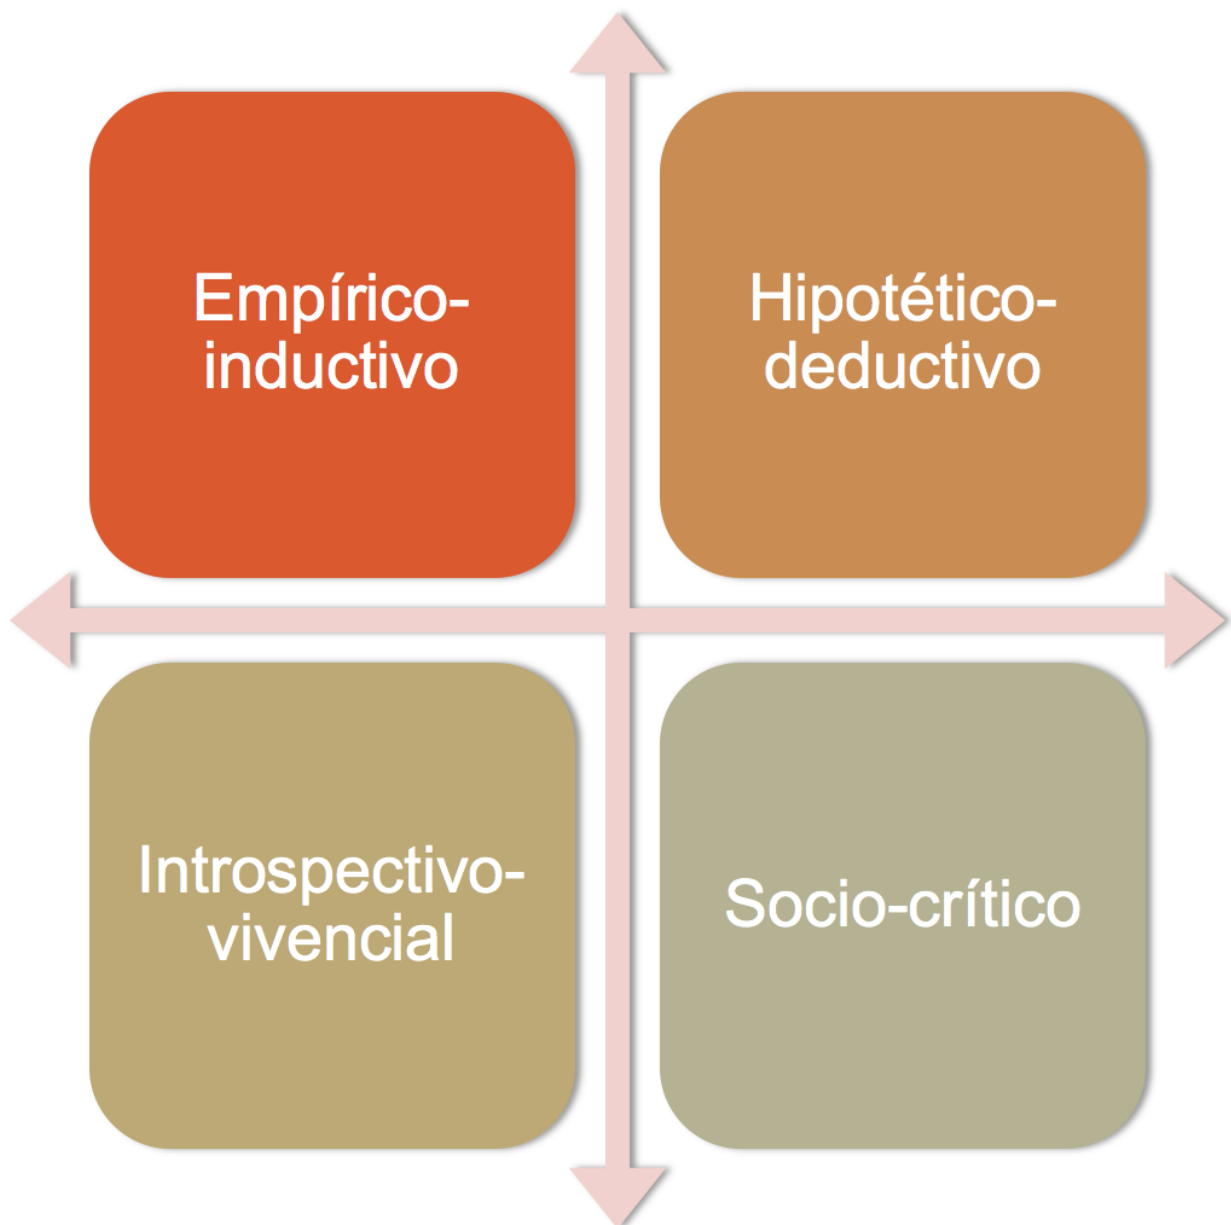 Empírico-
inductivo
Hipotético-
deductivo
Introspectivo-
vivencial
Socio-crítico